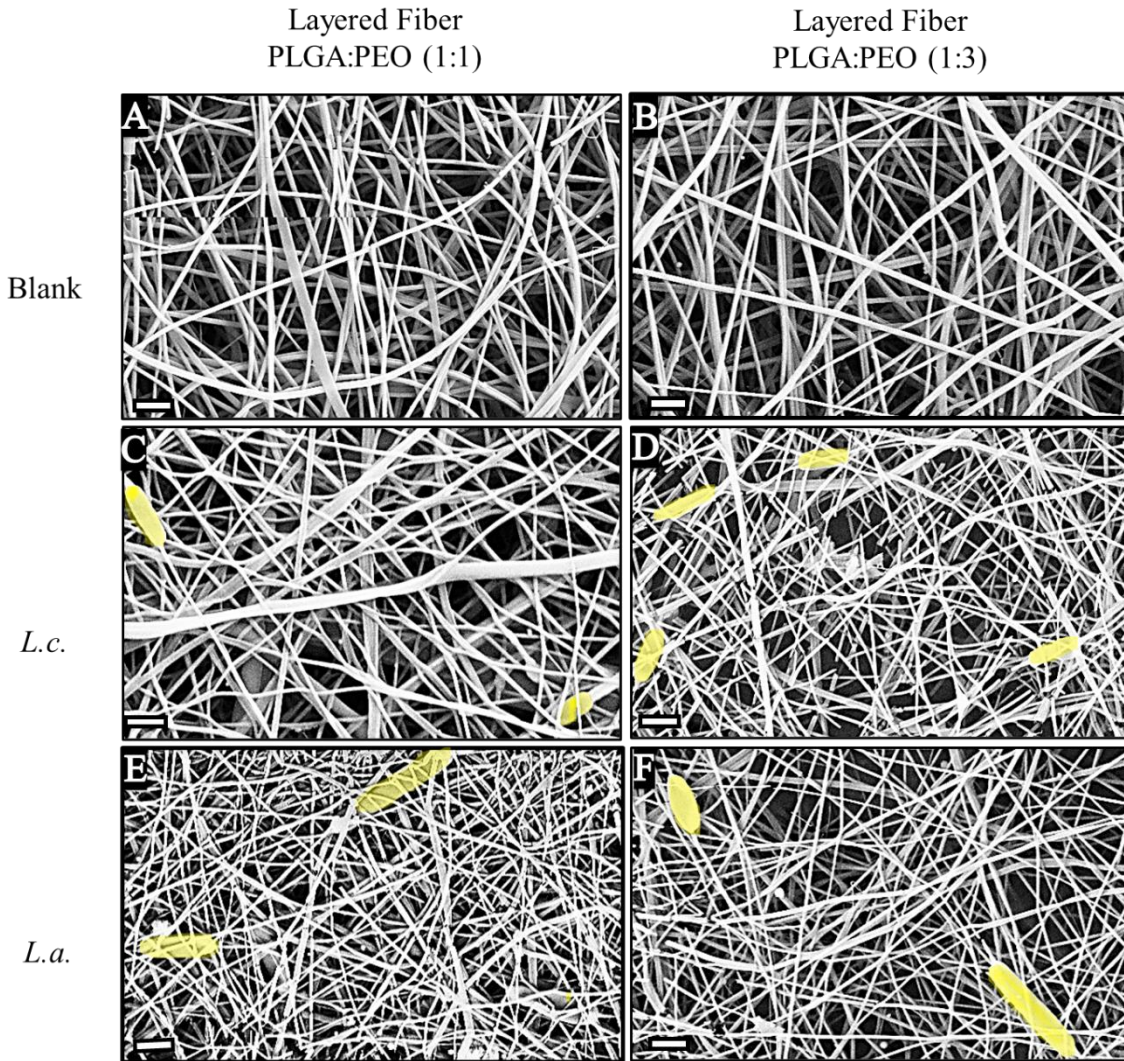 Layered Fiber
PLGA:PEO (1:1)
Layered Fiber
PLGA:PEO (1:3)
Blank
A
B
L.c.
C
D
L.a.
E
F